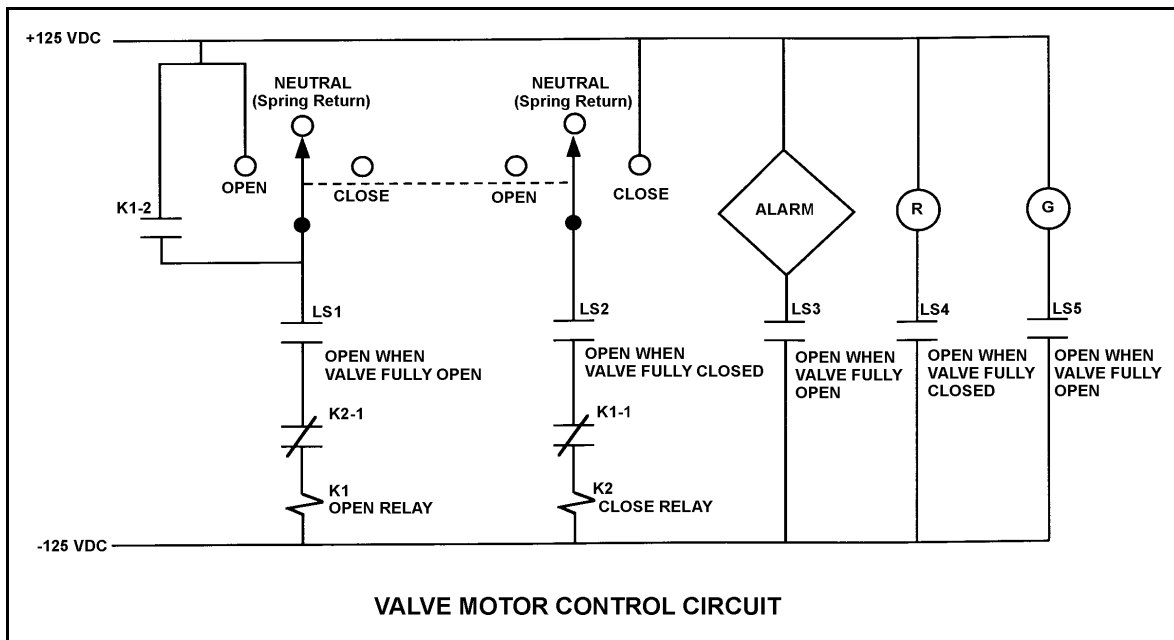 +125 VDC
NEUTRAL
(Spring Return)
NEUTRAL
(Spring Return)
OPEN
CLOSE
OPEN
CLOSE
K1-2
ALARM
R
G
LS1
OPEN WHEN
VALVE FULLY OPEN
LS2
OPEN WHEN
VALVE FULLY CLOSED
LS3
OPEN WHEN
VALVE FULLY
OPEN
LS4
OPEN WHEN
VALVE FULLY
CLOSED
LS5
OPEN WHEN
VALVE FULLY
OPEN
K2-1
K1-1
K1
OPEN RELAY
K2
CLOSE RELAY
-125 VDC
VALVE MOTOR CONTROL CIRCUIT